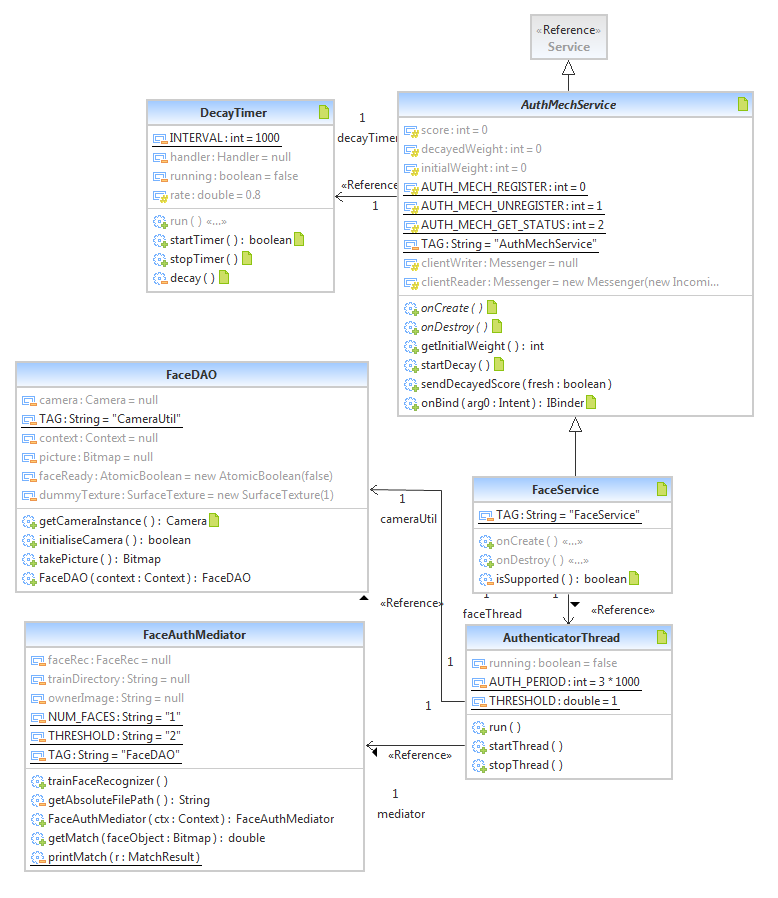 «Reference»
Service
DecayTimer
INTERVAL : int = 1000
handler : Handler = null
running : boolean = false
rate : double = 0.8
run ( ) «...»
startTimer ( ) : boolean
stopTimer ( )
decay ( )
1
decayTimer
«Reference
1
AuthMechService
score : int = 0
decayedWeight : int = 0
initialWeight : int = 0
AUTH_MECH_REGISTER : int = 0
AUTH_MECH_UNREGISTER : int = 1
AUTH_MECH_GET_STATUS : int = 2
TAG : String = "AuthMechService"
clientWriter : Messenger = null
clientReader : Messenger = new Messenger(new Incomi...
onCreate ( )
onDestroy ( )
getInitialWeight ( ) : int
startDecay ( )
sendDecayedScore ( fresh : boolean )
onBind ( arg0 : Intent ) : IBinder
FaceDAO
camera : Camera = null
TAG : String = "CameraUtil"
context : Context = null
picture : Bitmap = null
faceReady : AtomicBoolean = new AtomicBoolean(false)
dummyTexture : SurfaceTexture = new SurfaceTexture(1)
getCameraInstance ( ) : Camera
initialiseCamera ( ) : boolean
takePicture ( ) : Bitmap
FaceDAO ( context : Context ) : FaceDAO
1
cameraUtil
«Reference»
FaceService
TAG : String = "FaceService"
onCreate ( ) «...»
onDestroy ( ) «...»
isSupported ( ) : boolean
1
1
faceThread
«Reference»
FaceAuthMediator
faceRec : FaceRec = null
trainDirectory : String = null
ownerImage : String = null
NUM_FACES : String = "1"
THRESHOLD : String = "2"
TAG : String = "FaceDAO"
trainFaceRecognizer ( )
getAbsoluteFilePath ( ) : String
FaceAuthMediator ( ctx : Context ) : FaceAuthMediator
getMatch ( faceObject : Bitmap ) : double
printMatch ( r : MatchResult )
1
1
«Reference»
1
mediator
AuthenticatorThread
running : boolean = false
AUTH_PERIOD : int = 3 * 1000
THRESHOLD : double = 1
run ( )
startThread ( )
stopThread ( )